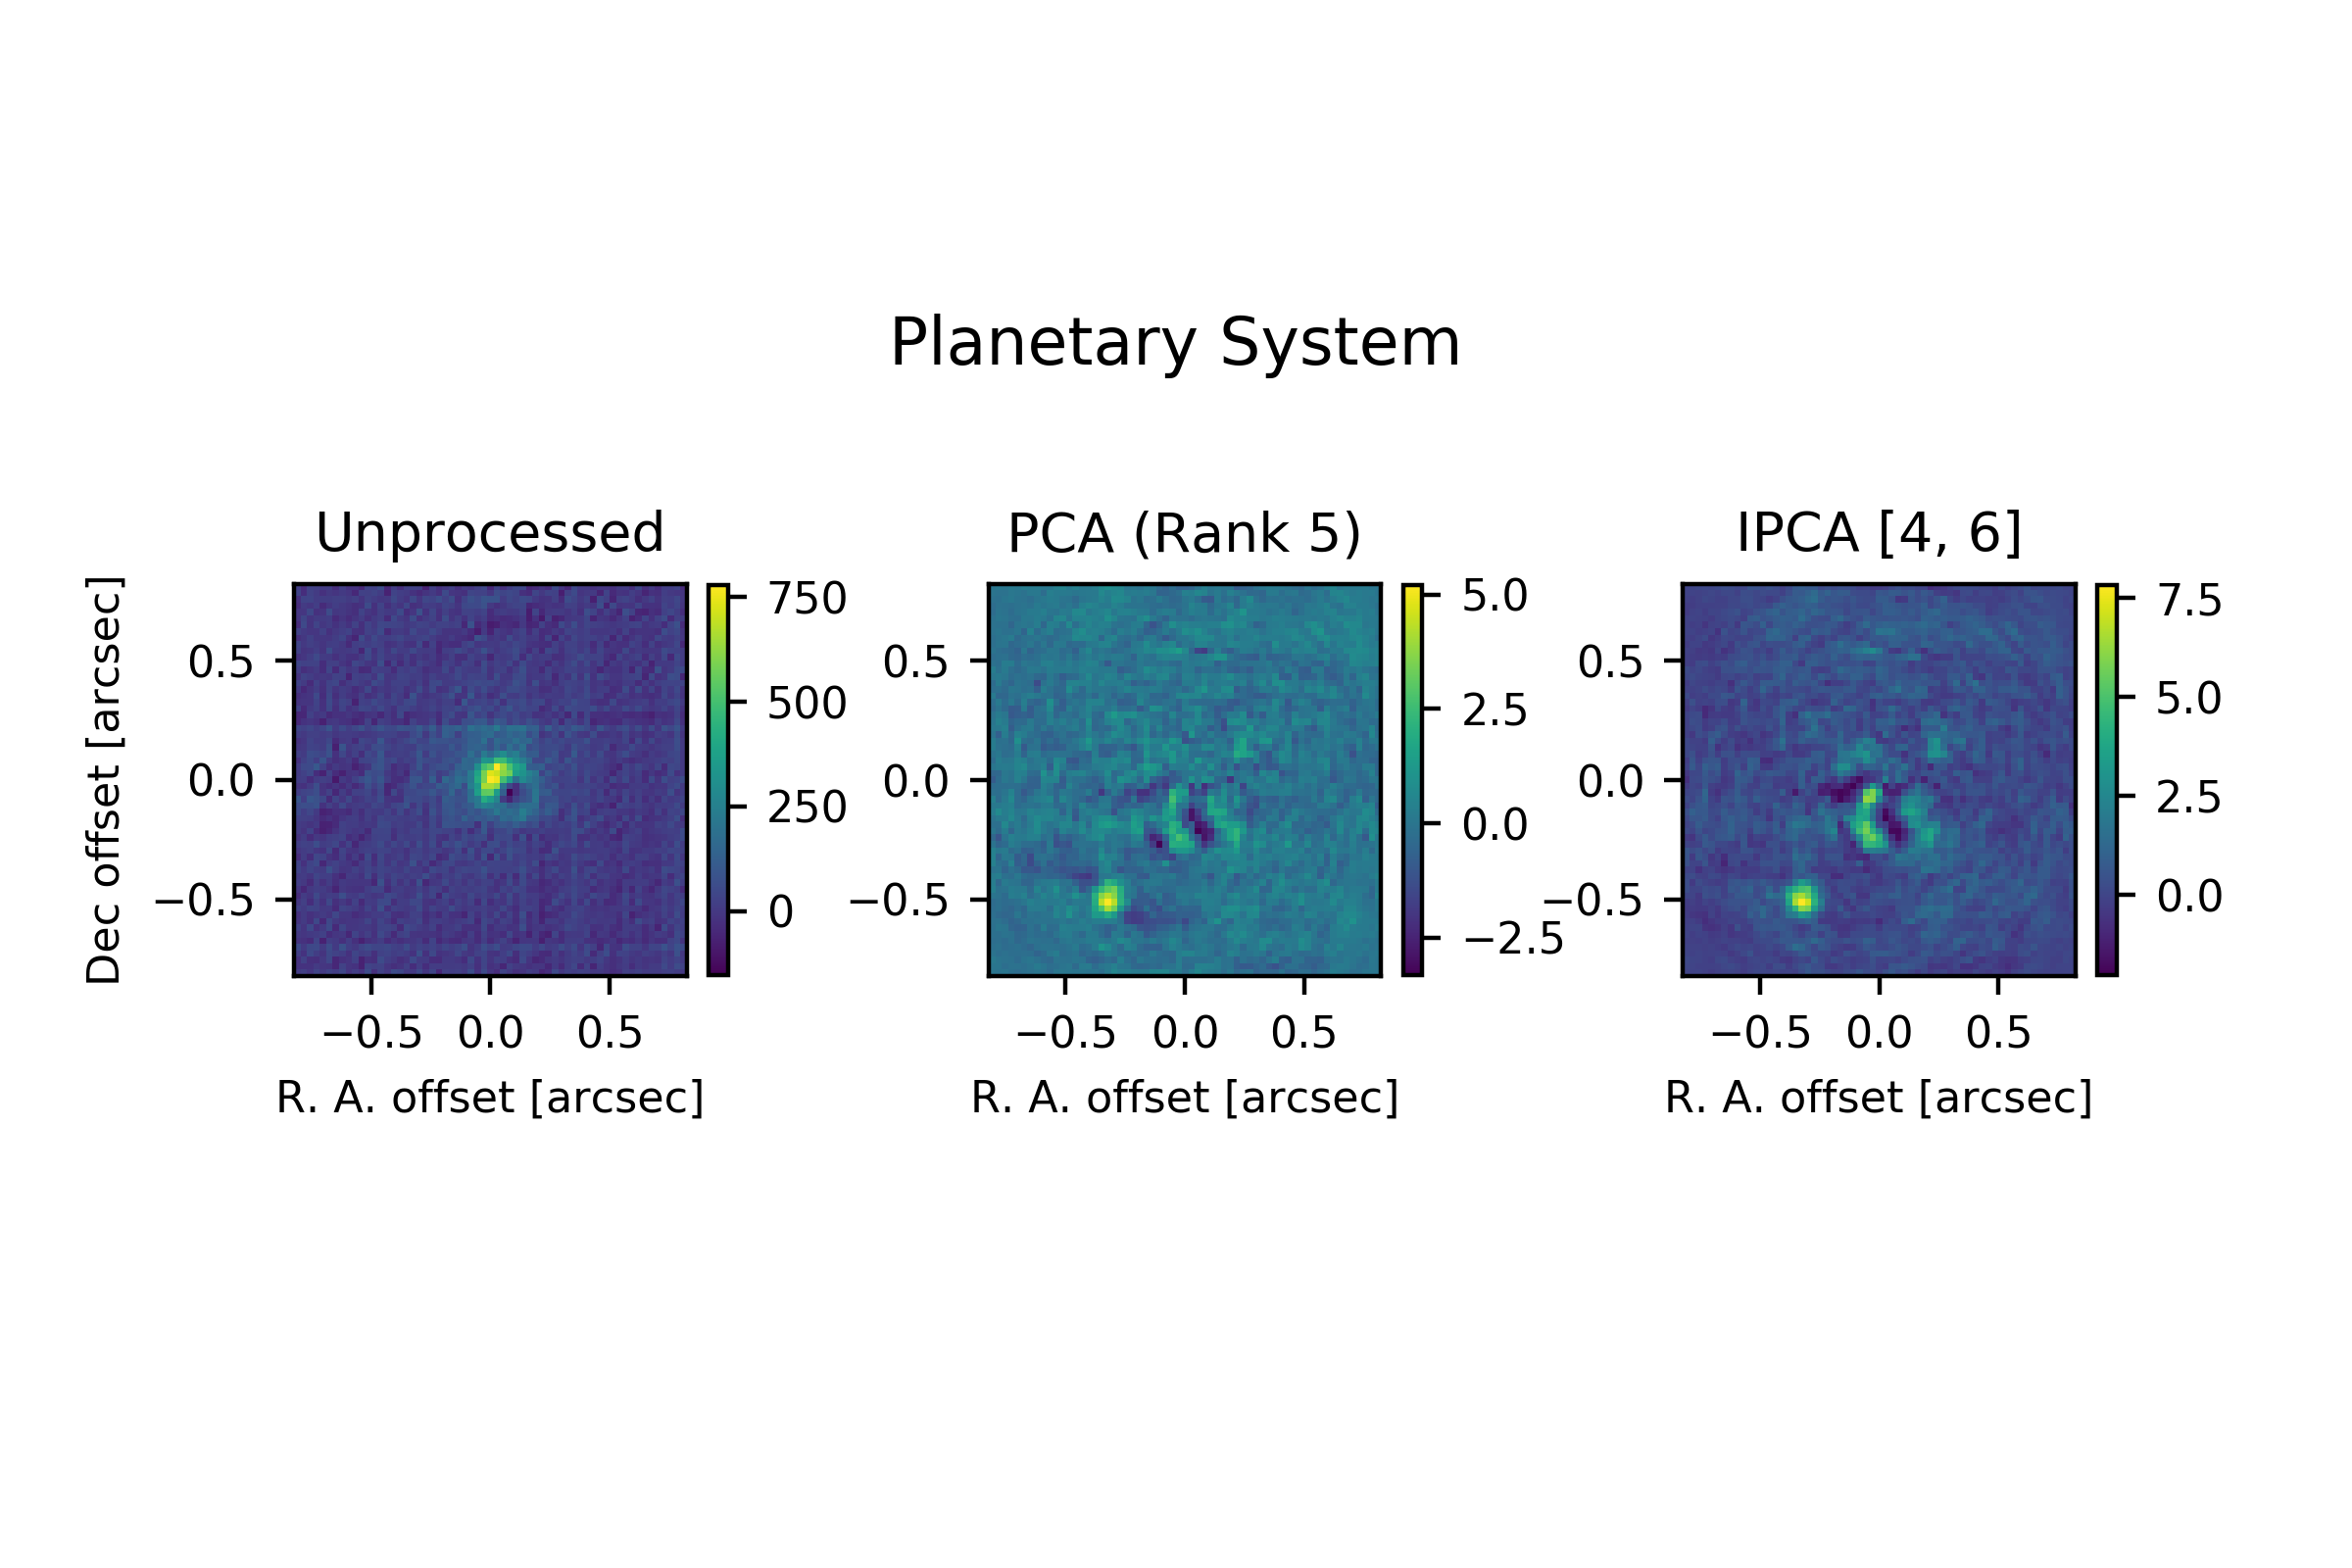 Planetary System
Unprocessed
PCA (Rank 5)
IPCA [4, 6]
Dec offset [arcsec]
0.5
0.0
−0.5
−0.5 0.0 0.5
R. A. offset [arcsec]
750
500
250
0
0.5
0.0
−0.5
−0.5 0.0 0.5
R. A. offset [arcsec]
5.0
2.5
0.0
−2.5
0.5
0.0
−0.5
−0.5 0.0 0.5
R. A. offset [arcsec]
7.5
5.0
2.5
0.0